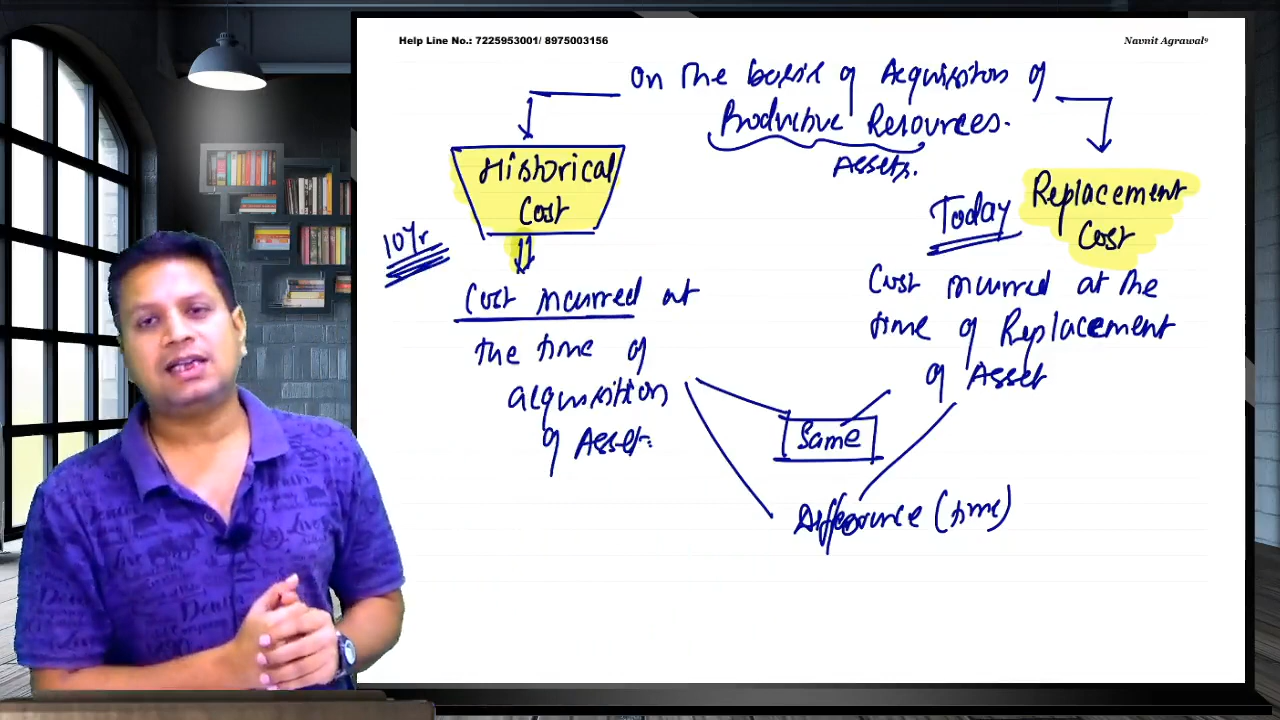 Help Line No.: 7225953001/ 8975003156
Navnit Agrawal
On The basis of Acquisition of
Productive Resources.
Assets.
Historical
Cost
10 Yr
Cost incurred at
the time of
acquisition
of Asset.
Today
Replacement
Cost
Cost incurred at the
time of Replacement
of Asset
Same
Difference (time)